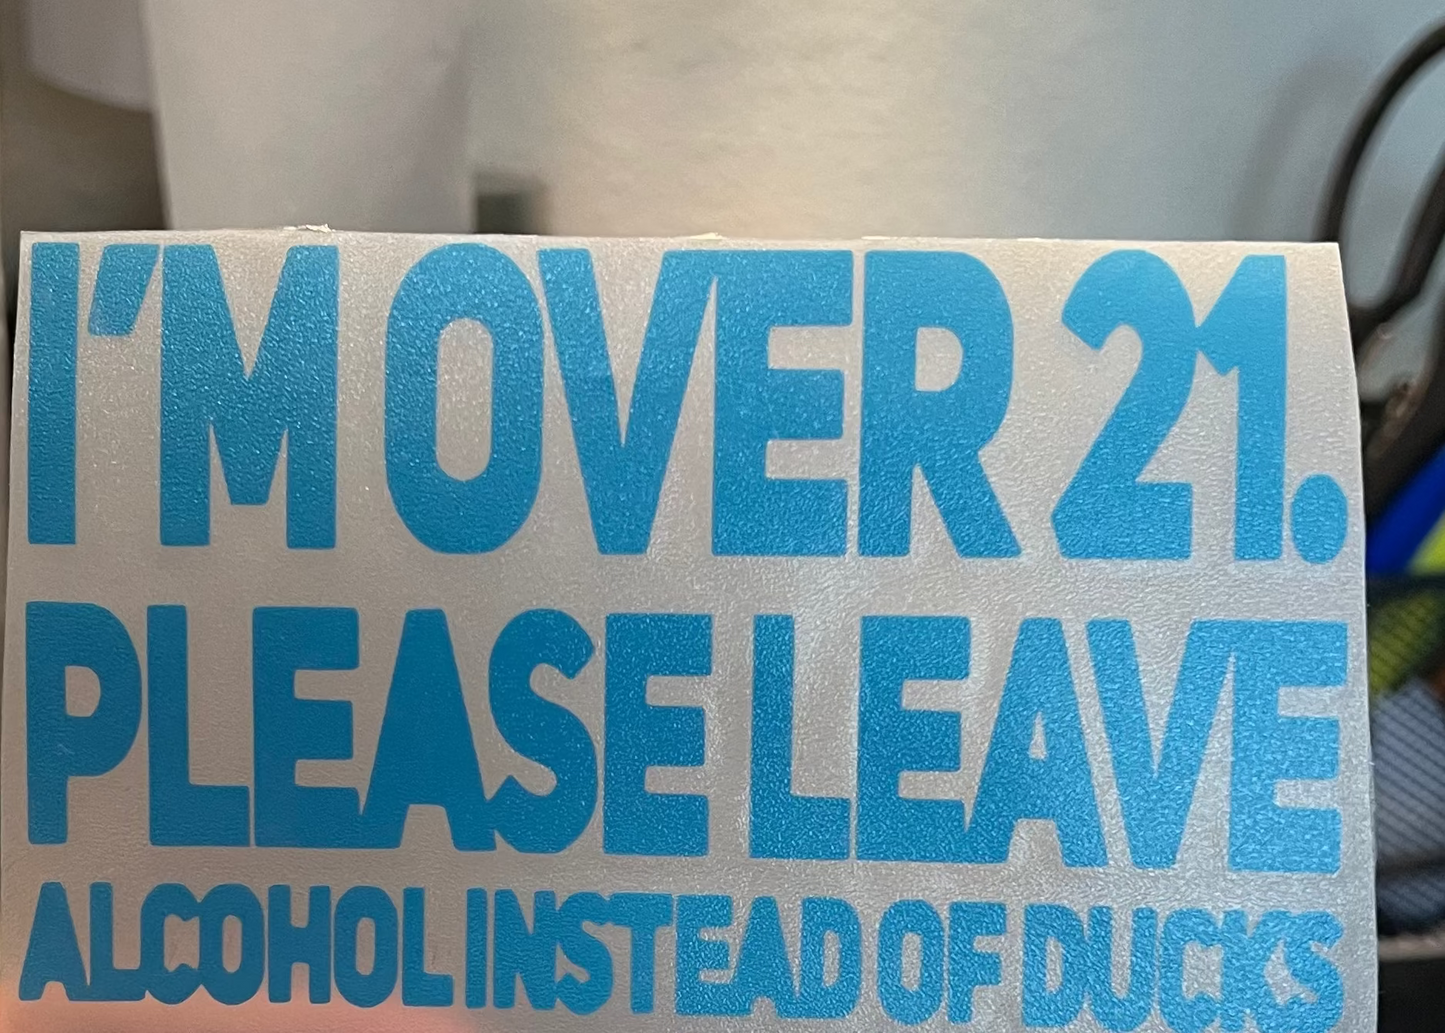 I'M OVER 21.
PLEASE LEAVE
ALCOHOL INSTEAD OF DUCKS